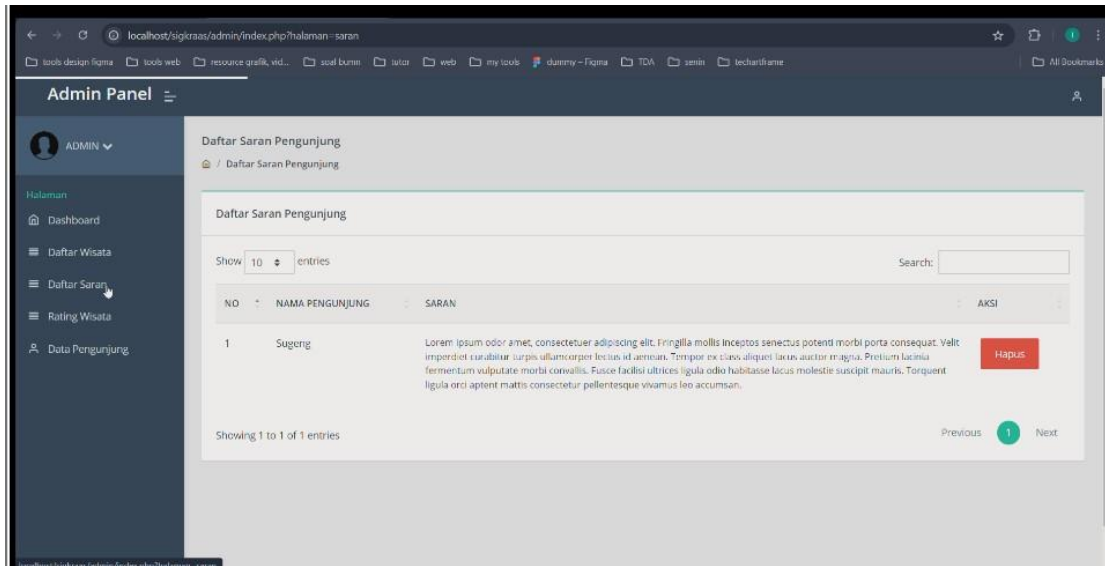 localhost/sigkraas/admin/index.php?halaman=saran
tools design figma tools web resource grafik, vid... soal bumn tutor web my tools dummy – Figma TDA senin techartframe All Bookmarks
Admin Panel
ADMIN
Daftar Saran Pengunjung
/ Daftar Saran Pengunjung
Halaman
Dashboard
Daftar Wisata
Daftar Saran
Rating Wisata
Data Pengunjung
Daftar Saran Pengunjung
Show 10 entries
Search:
NO NAMA PENGUNJUNG SARAN AKSI
1 Sugeng
Lorem ipsum odor amet, consectetuer adipiscing elit. Fringilla mollis inceptos senectus potenti morbi porta consequat. Velit
imperdiet curabitur turpis ullamcorper lectus id aenean. Tempor ex class aliquet lacus auctor magna. Pretium lacinia
fermentum vulputate morbi convallis. Fusce facilisi ultrices ligula odio habitasse lacus molestie suscipit mauris. Torquent
ligula orci aptent mattis consectetur pellentesque vivamus leo accumsan.
Hapus
Showing 1 to 1 of 1 entries
Previous 1 Next